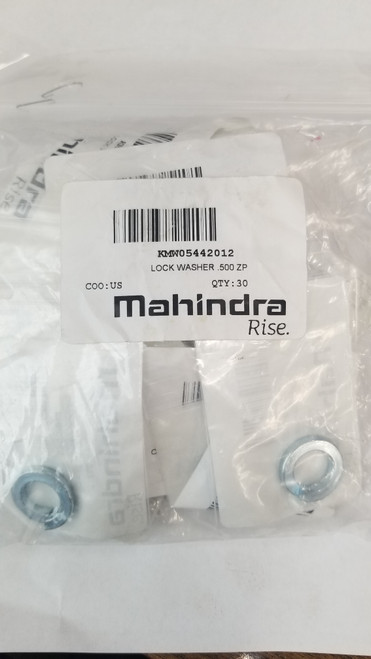 KMW05442012
LOCK WASHER .500 ZP
COO:US QTY:30
Mahindra
Rise.